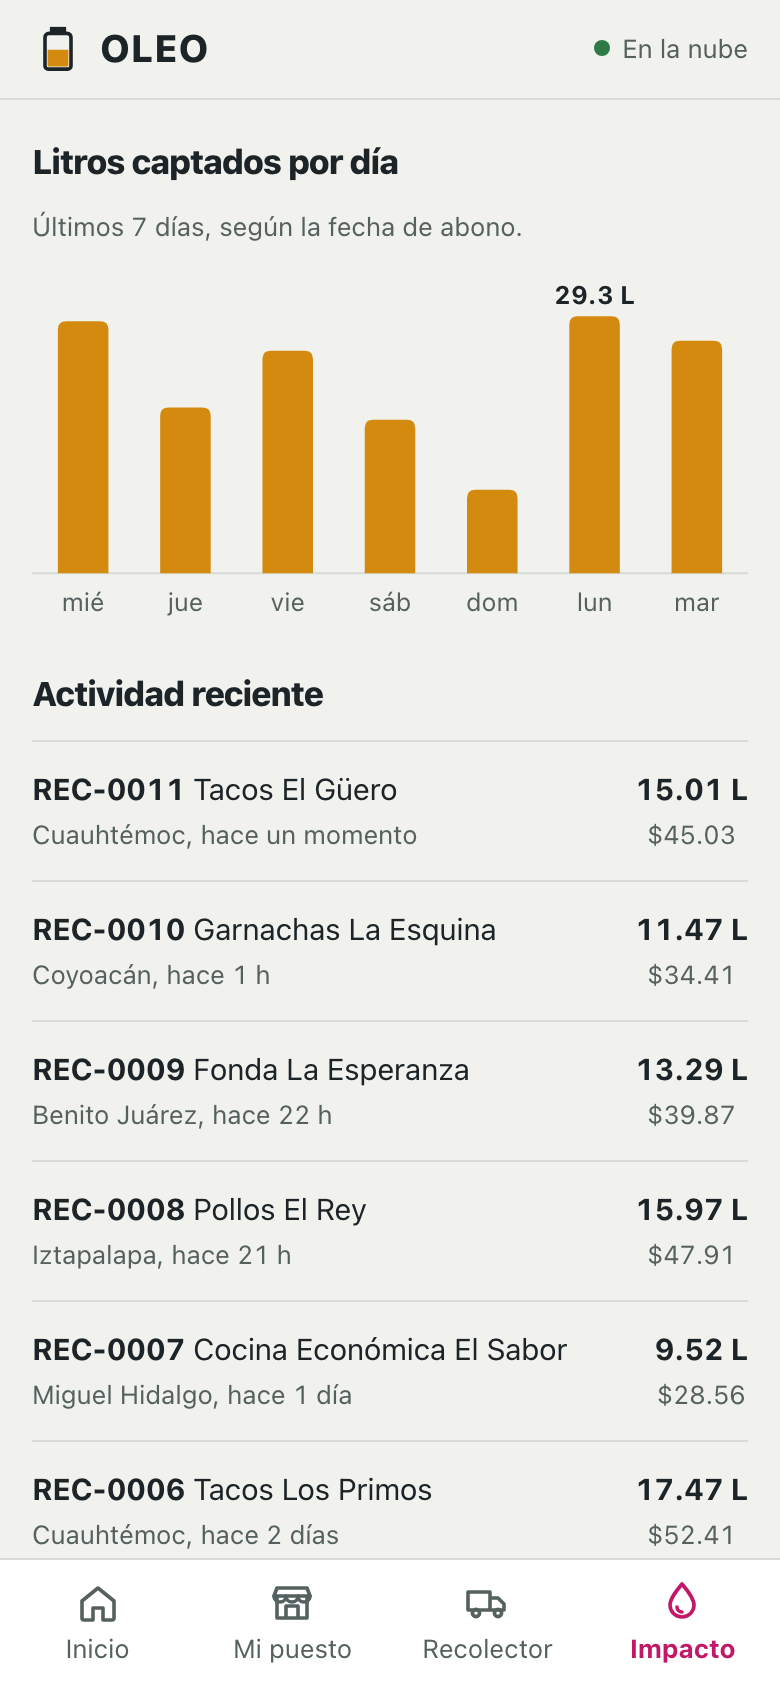 OLEO
En la nube
Litros captados por día
Últimos 7 días, según la fecha de abono.
29.3 L
mié jue vie sáb dom lun mar
Actividad reciente
REC-0011 Tacos El Güero 15.01 L
Cuauhtémoc, hace un momento $45.03
REC-0010 Garnachas La Esquina 11.47 L
Coyoacán, hace 1 h $34.41
REC-0009 Fonda La Esperanza 13.29 L
Benito Juárez, hace 22 h $39.87
REC-0008 Pollos El Rey 15.97 L
Iztapalapa, hace 21 h $47.91
REC-0007 Cocina Económica El Sabor 9.52 L
Miguel Hidalgo, hace 1 día $28.56
REC-0006 Tacos Los Primos 17.47 L
Cuauhtémoc, hace 2 días $52.41
Inicio Mi puesto Recolector Impacto